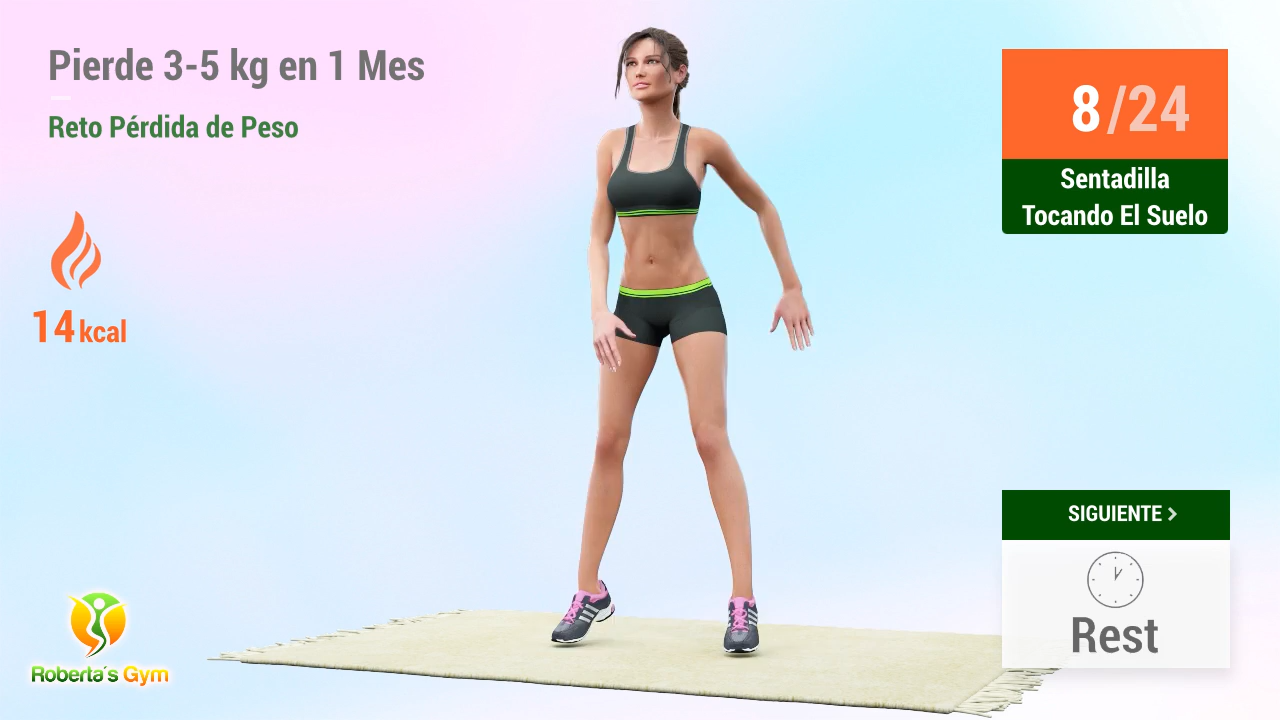 Pierde 3-5 kg en 1 Mes
Reto Pérdida de Peso
8/24
Sentadilla
Tocando El Suelo
14 kcal
SIGUIENTE >
Rest
Roberta´s Gym